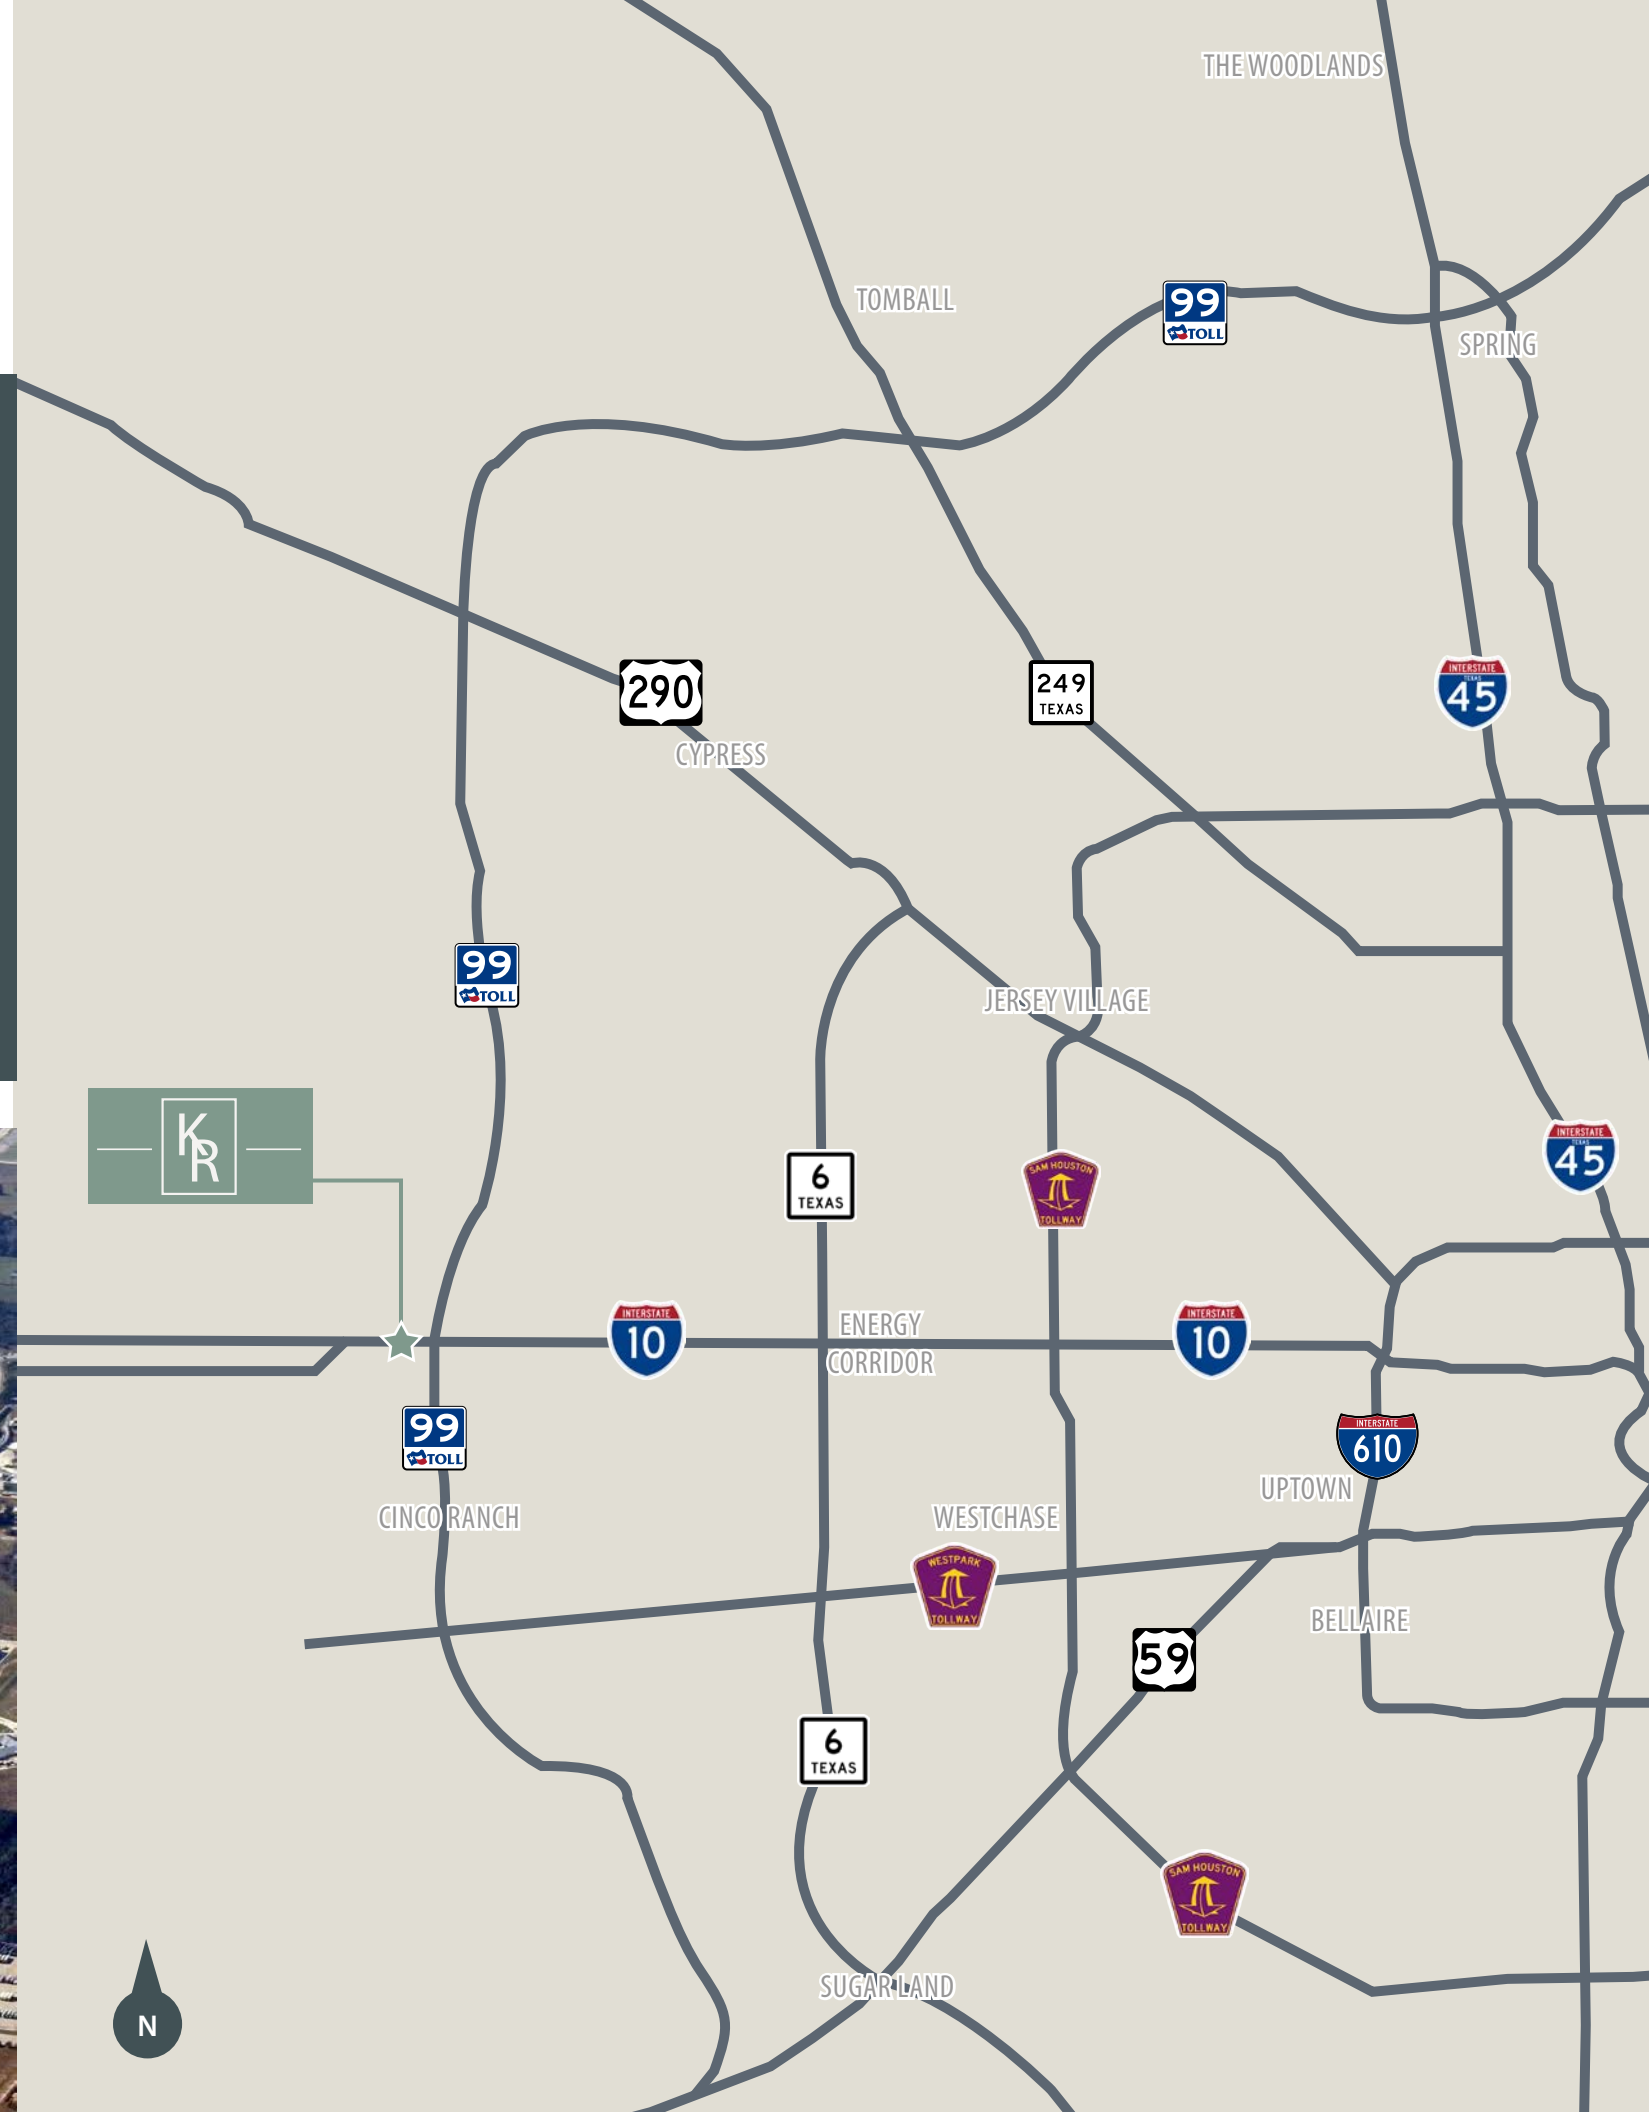 THE WOODLANDS
TOMBALL
99
TOLL
SPRING
290
CYPRESS
249
TEXAS
INTERSTATE
TEXAS
45
99
TOLL
JERSEY VILLAGE
KR
INTERSTATE
TEXAS
45
6
TEXAS
SAM HOUSTON
TOLLWAY
INTERSTATE
10
ENERGY
CORRIDOR
INTERSTATE
10
99
TOLL
INTERSTATE
610
UPTOWN
CINCO RANCH
WESTCHASE
WESTPARK
TOLLWAY
BELLAIRE
59
6
TEXAS
SAM HOUSTON
TOLLWAY
SUGAR LAND
N